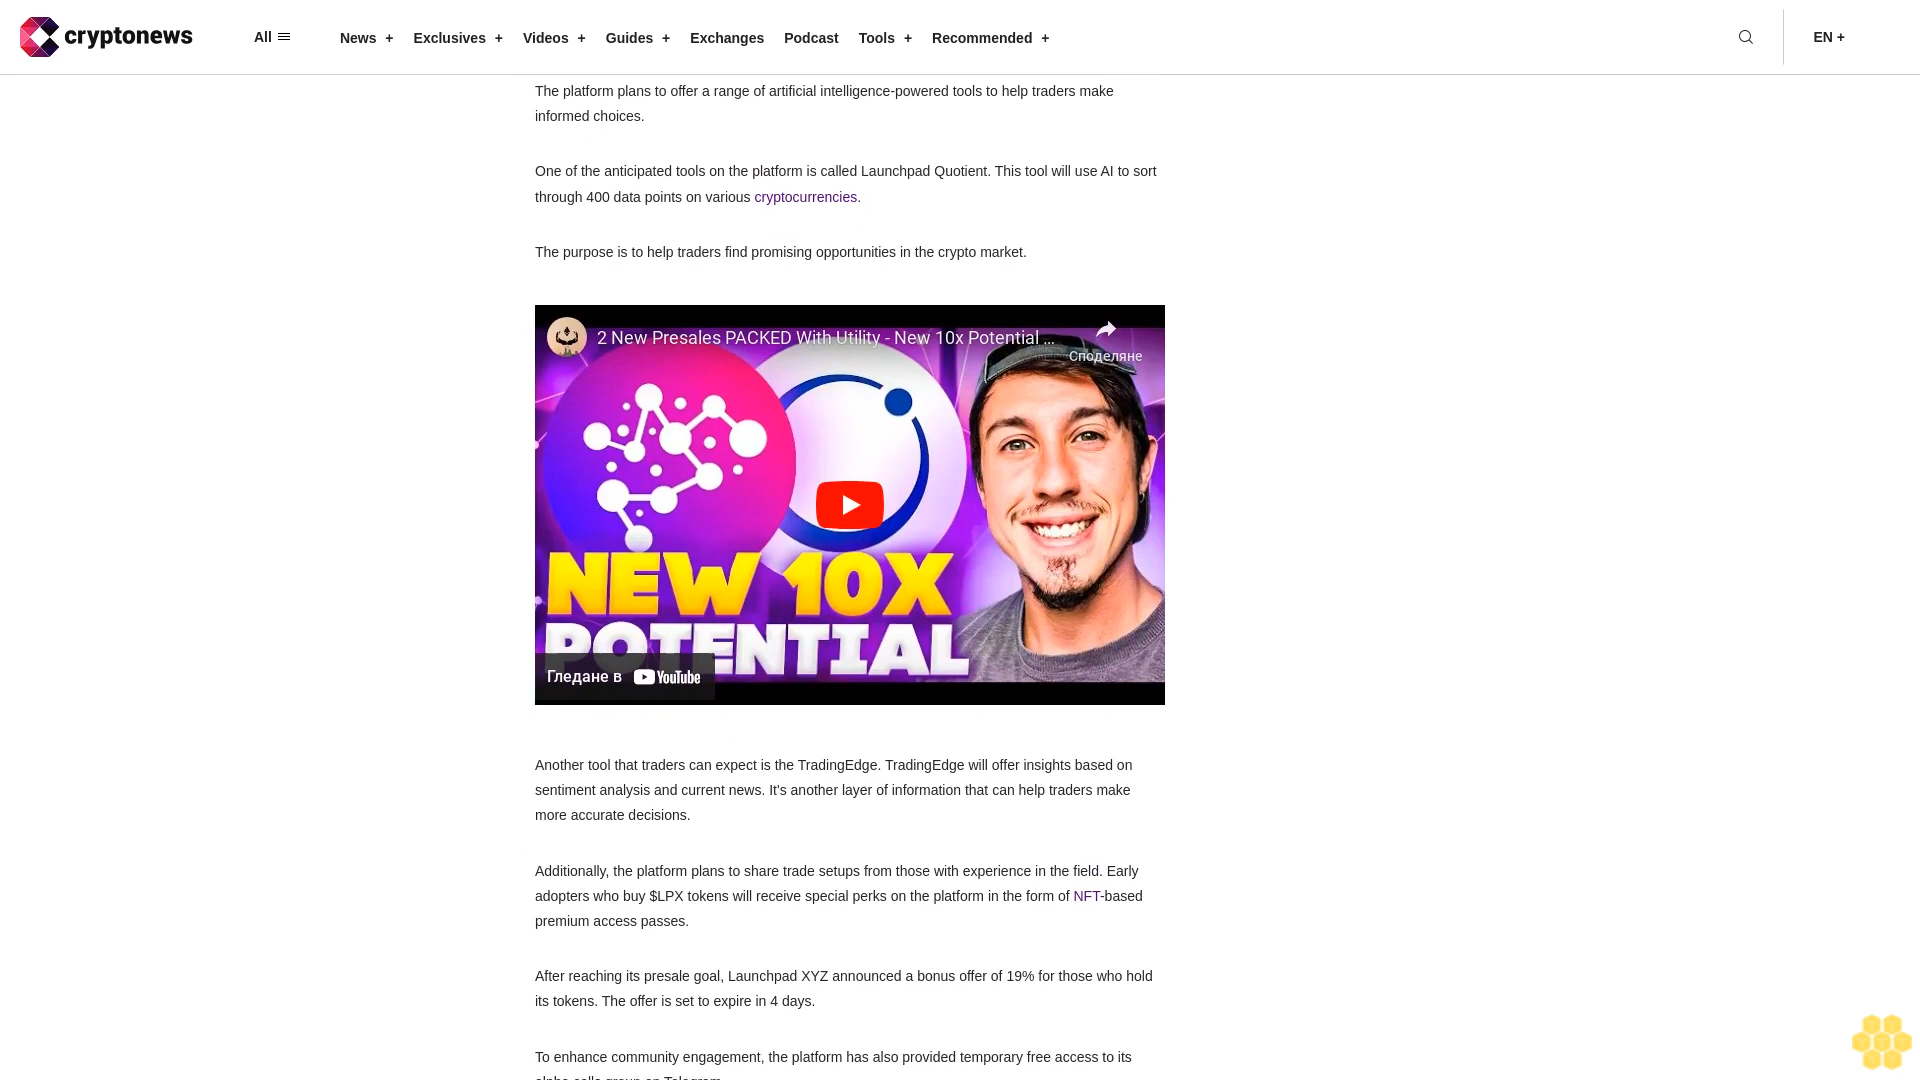 cryptonews
All
News +
Exclusives +
Videos +
Guides +
Exchanges
Podcast
Tools +
Recommended +
EN +
The platform plans to offer a range of artificial intelligence-powered tools to help traders make
informed choices.
One of the anticipated tools on the platform is called Launchpad Quotient. This tool will use AI to sort
through 400 data points on various cryptocurrencies.
The purpose is to help traders find promising opportunities in the crypto market.
2 New Presales PACKED With Utility - New 10x Potential ...
Споделяне
NEW 10X
POTENTIAL
Гледане в YouTube
Another tool that traders can expect is the TradingEdge. TradingEdge will offer insights based on
sentiment analysis and current news. It's another layer of information that can help traders make
more accurate decisions.
Additionally, the platform plans to share trade setups from those with experience in the field. Early
adopters who buy $LPX tokens will receive special perks on the platform in the form of NFT-based
premium access passes.
After reaching its presale goal, Launchpad XYZ announced a bonus offer of 19% for those who hold
its tokens. The offer is set to expire in 4 days.
To enhance community engagement, the platform has also provided temporary free access to its